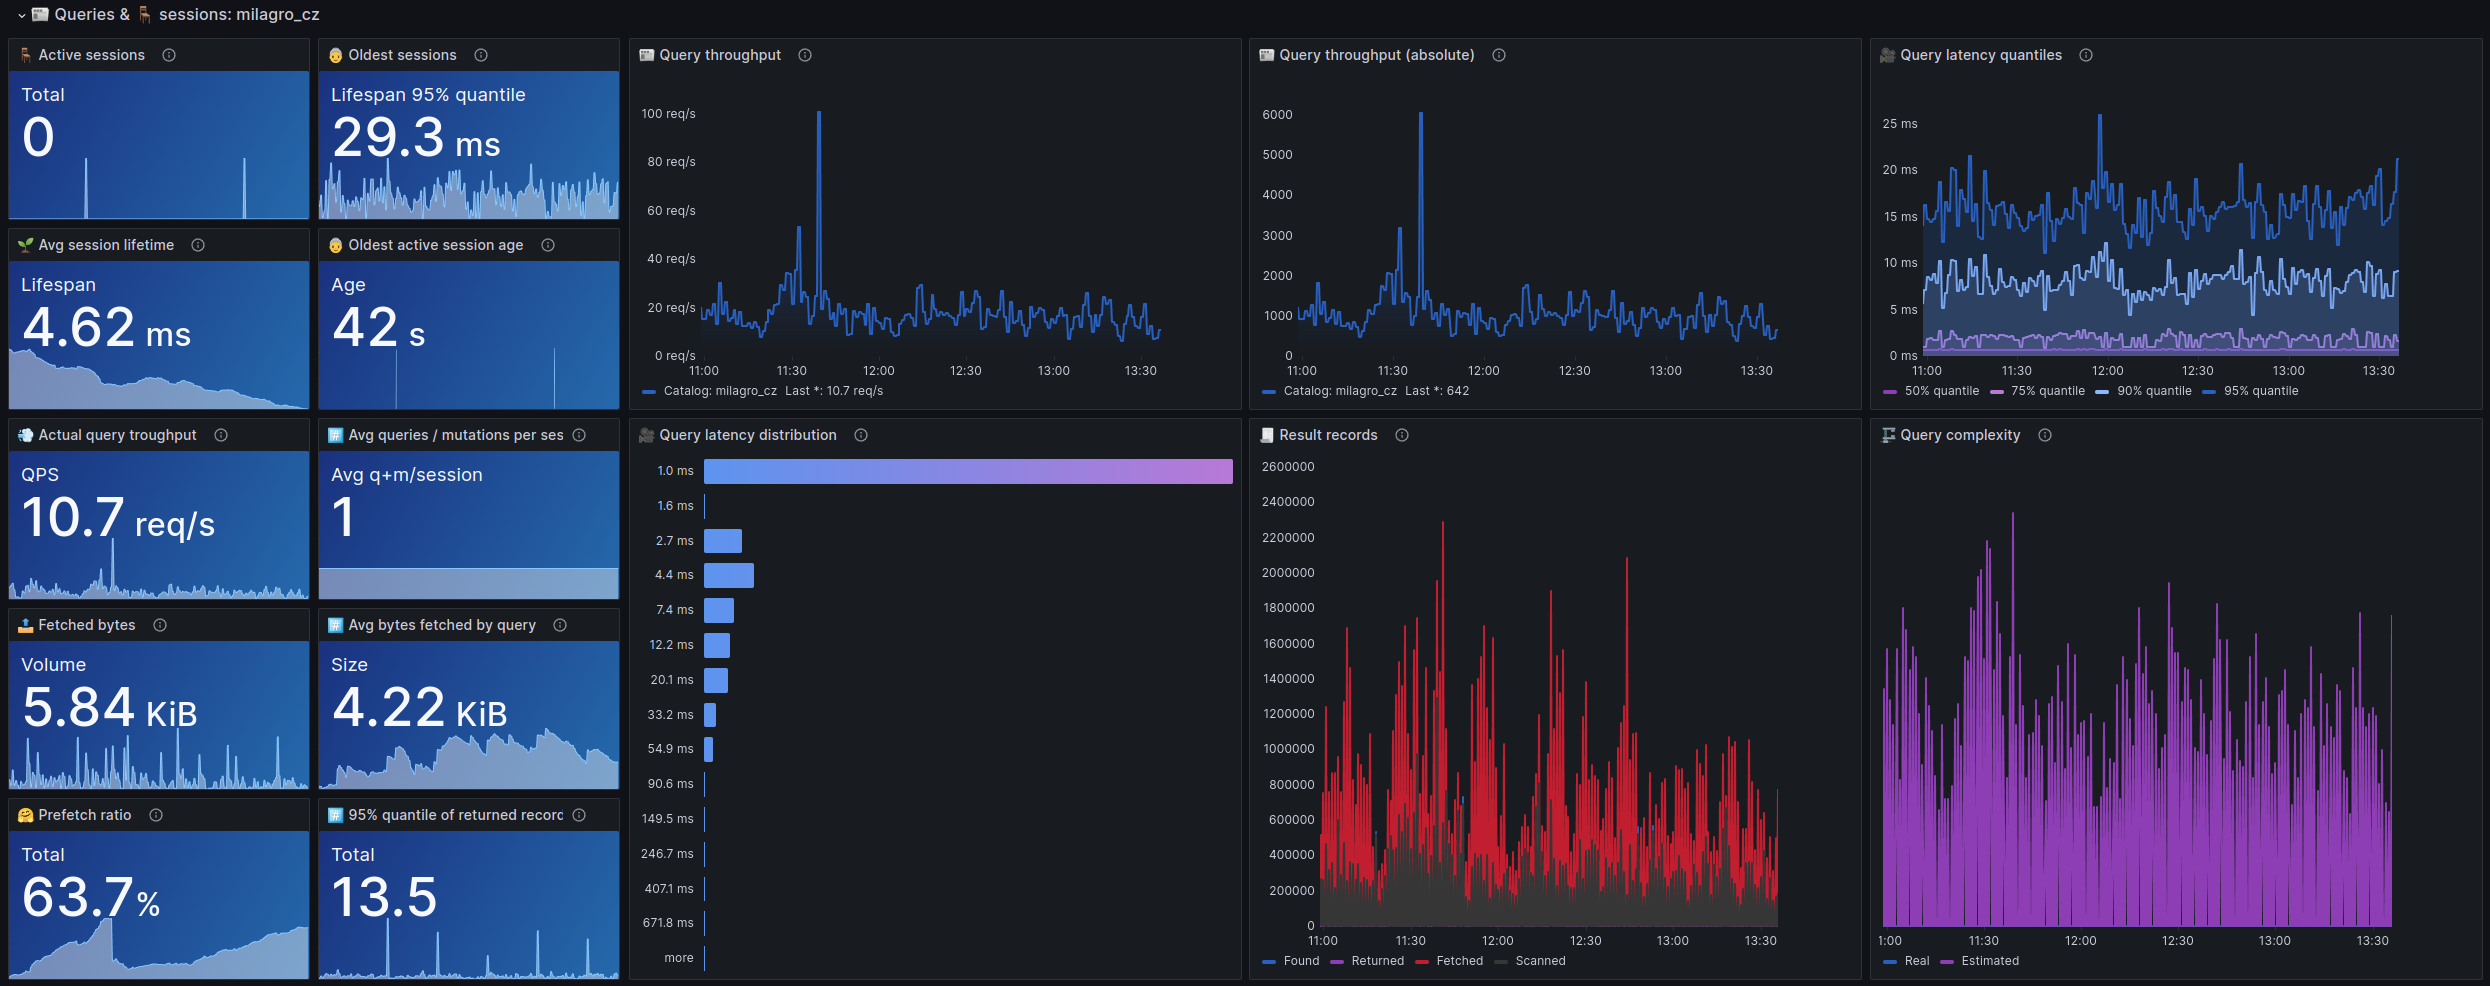 Queries & sessions: milagro_cz
Active sessions
Total
0
Oldest sessions
Lifespan 95% quantile
29.3 ms
Avg session lifetime
Lifespan
4.62 ms
Oldest active session age
Age
42 s
Actual query troughput
QPS
10.7 req/s
Avg queries / mutations per ses
Avg q+m/session
1
Fetched bytes
Volume
5.84 KiB
Avg bytes fetched by query
Size
4.22 KiB
Prefetch ratio
Total
63.7%
95% quantile of returned record
Total
13.5
Query throughput
100 req/s
80 req/s
60 req/s
40 req/s
20 req/s
0 req/s
11:00 11:30 12:00 12:30 13:00 13:30
Catalog: milagro_cz Last *: 10.7 req/s
Query throughput (absolute)
6000
5000
4000
3000
2000
1000
0
11:00 11:30 12:00 12:30 13:00 13:30
Catalog: milagro_cz Last *: 642
Query latency quantiles
25 ms
20 ms
15 ms
10 ms
5 ms
0 ms
11:00 11:30 12:00 12:30 13:00 13:30
50% quantile 75% quantile 90% quantile 95% quantile
Query latency distribution
1.0 ms
1.6 ms
2.7 ms
4.4 ms
7.4 ms
12.2 ms
20.1 ms
33.2 ms
54.9 ms
90.6 ms
149.5 ms
246.7 ms
407.1 ms
671.8 ms
more
Result records
2600000
2400000
2200000
2000000
1800000
1600000
1400000
1200000
1000000
800000
600000
400000
200000
0
11:00 11:30 12:00 12:30 13:00 13:30
Found Returned Fetched Scanned
Query complexity
1:00 11:30 12:00 12:30 13:00 13:30
Real Estimated